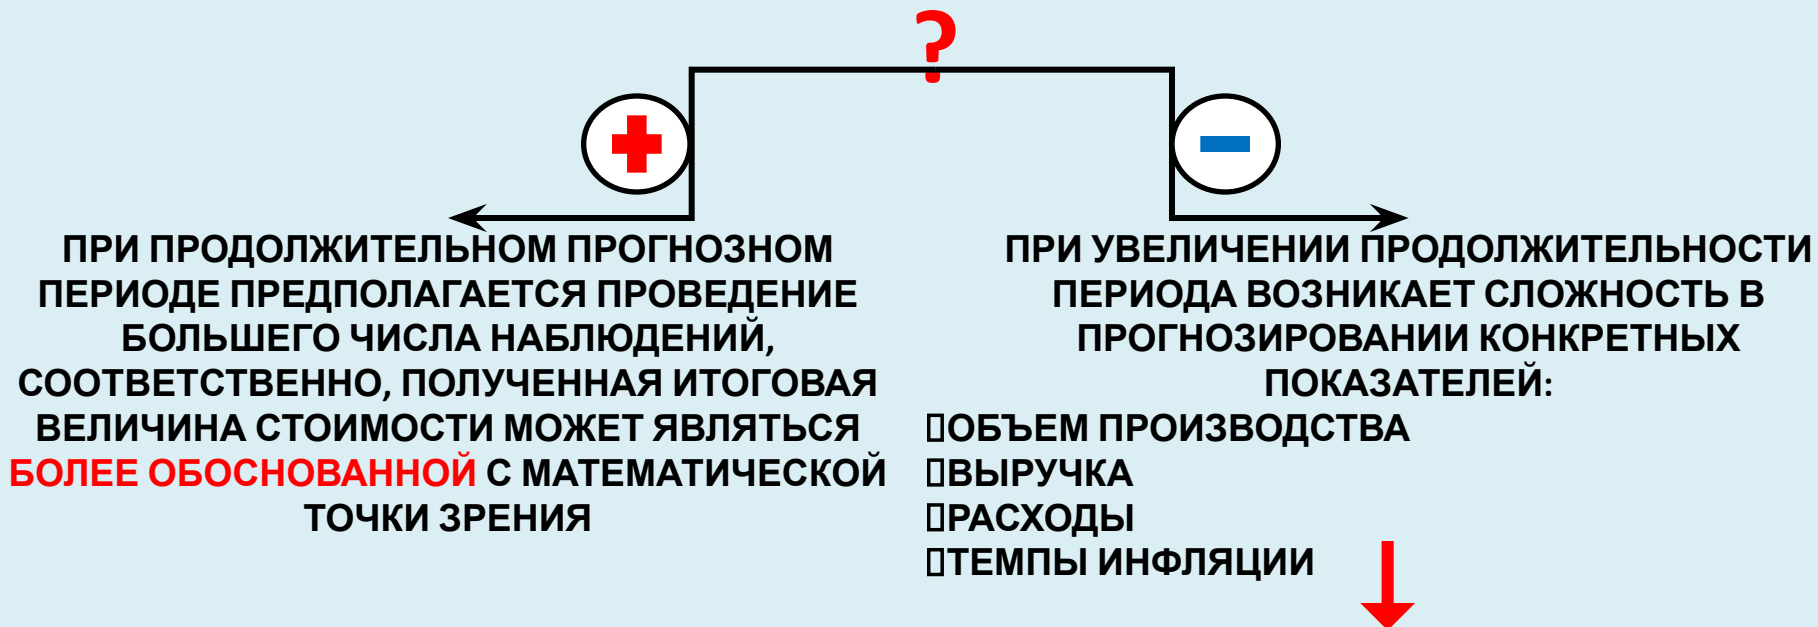 ?
ПРИ ПРОДОЛЖИТЕЛЬНОМ ПРОГНОЗНОМ
ПЕРИОДЕ ПРЕДПОЛАГАЕТСЯ ПРОВЕДЕНИЕ
БОЛЬШЕГО ЧИСЛА НАБЛЮДЕНИЙ,
СООТВЕТСТВЕННО, ПОЛУЧЕННАЯ ИТОГОВАЯ
ВЕЛИЧИНА СТОИМОСТИ МОЖЕТ ЯВЛЯТЬСЯ
БОЛЕЕ ОБОСНОВАННОЙ С МАТЕМАТИЧЕСКОЙ
ТОЧКИ ЗРЕНИЯ
ПРИ УВЕЛИЧЕНИИ ПРОДОЛЖИТЕЛЬНОСТИ
ПЕРИОДА ВОЗНИКАЕТ СЛОЖНОСТЬ В
ПРОГНОЗИРОВАНИИ КОНКРЕТНЫХ
ПОКАЗАТЕЛЕЙ:
ОБЪЕМ ПРОИЗВОДСТВА
ВЫРУЧКА
РАСХОДЫ
ТЕМПЫ ИНФЛЯЦИИ